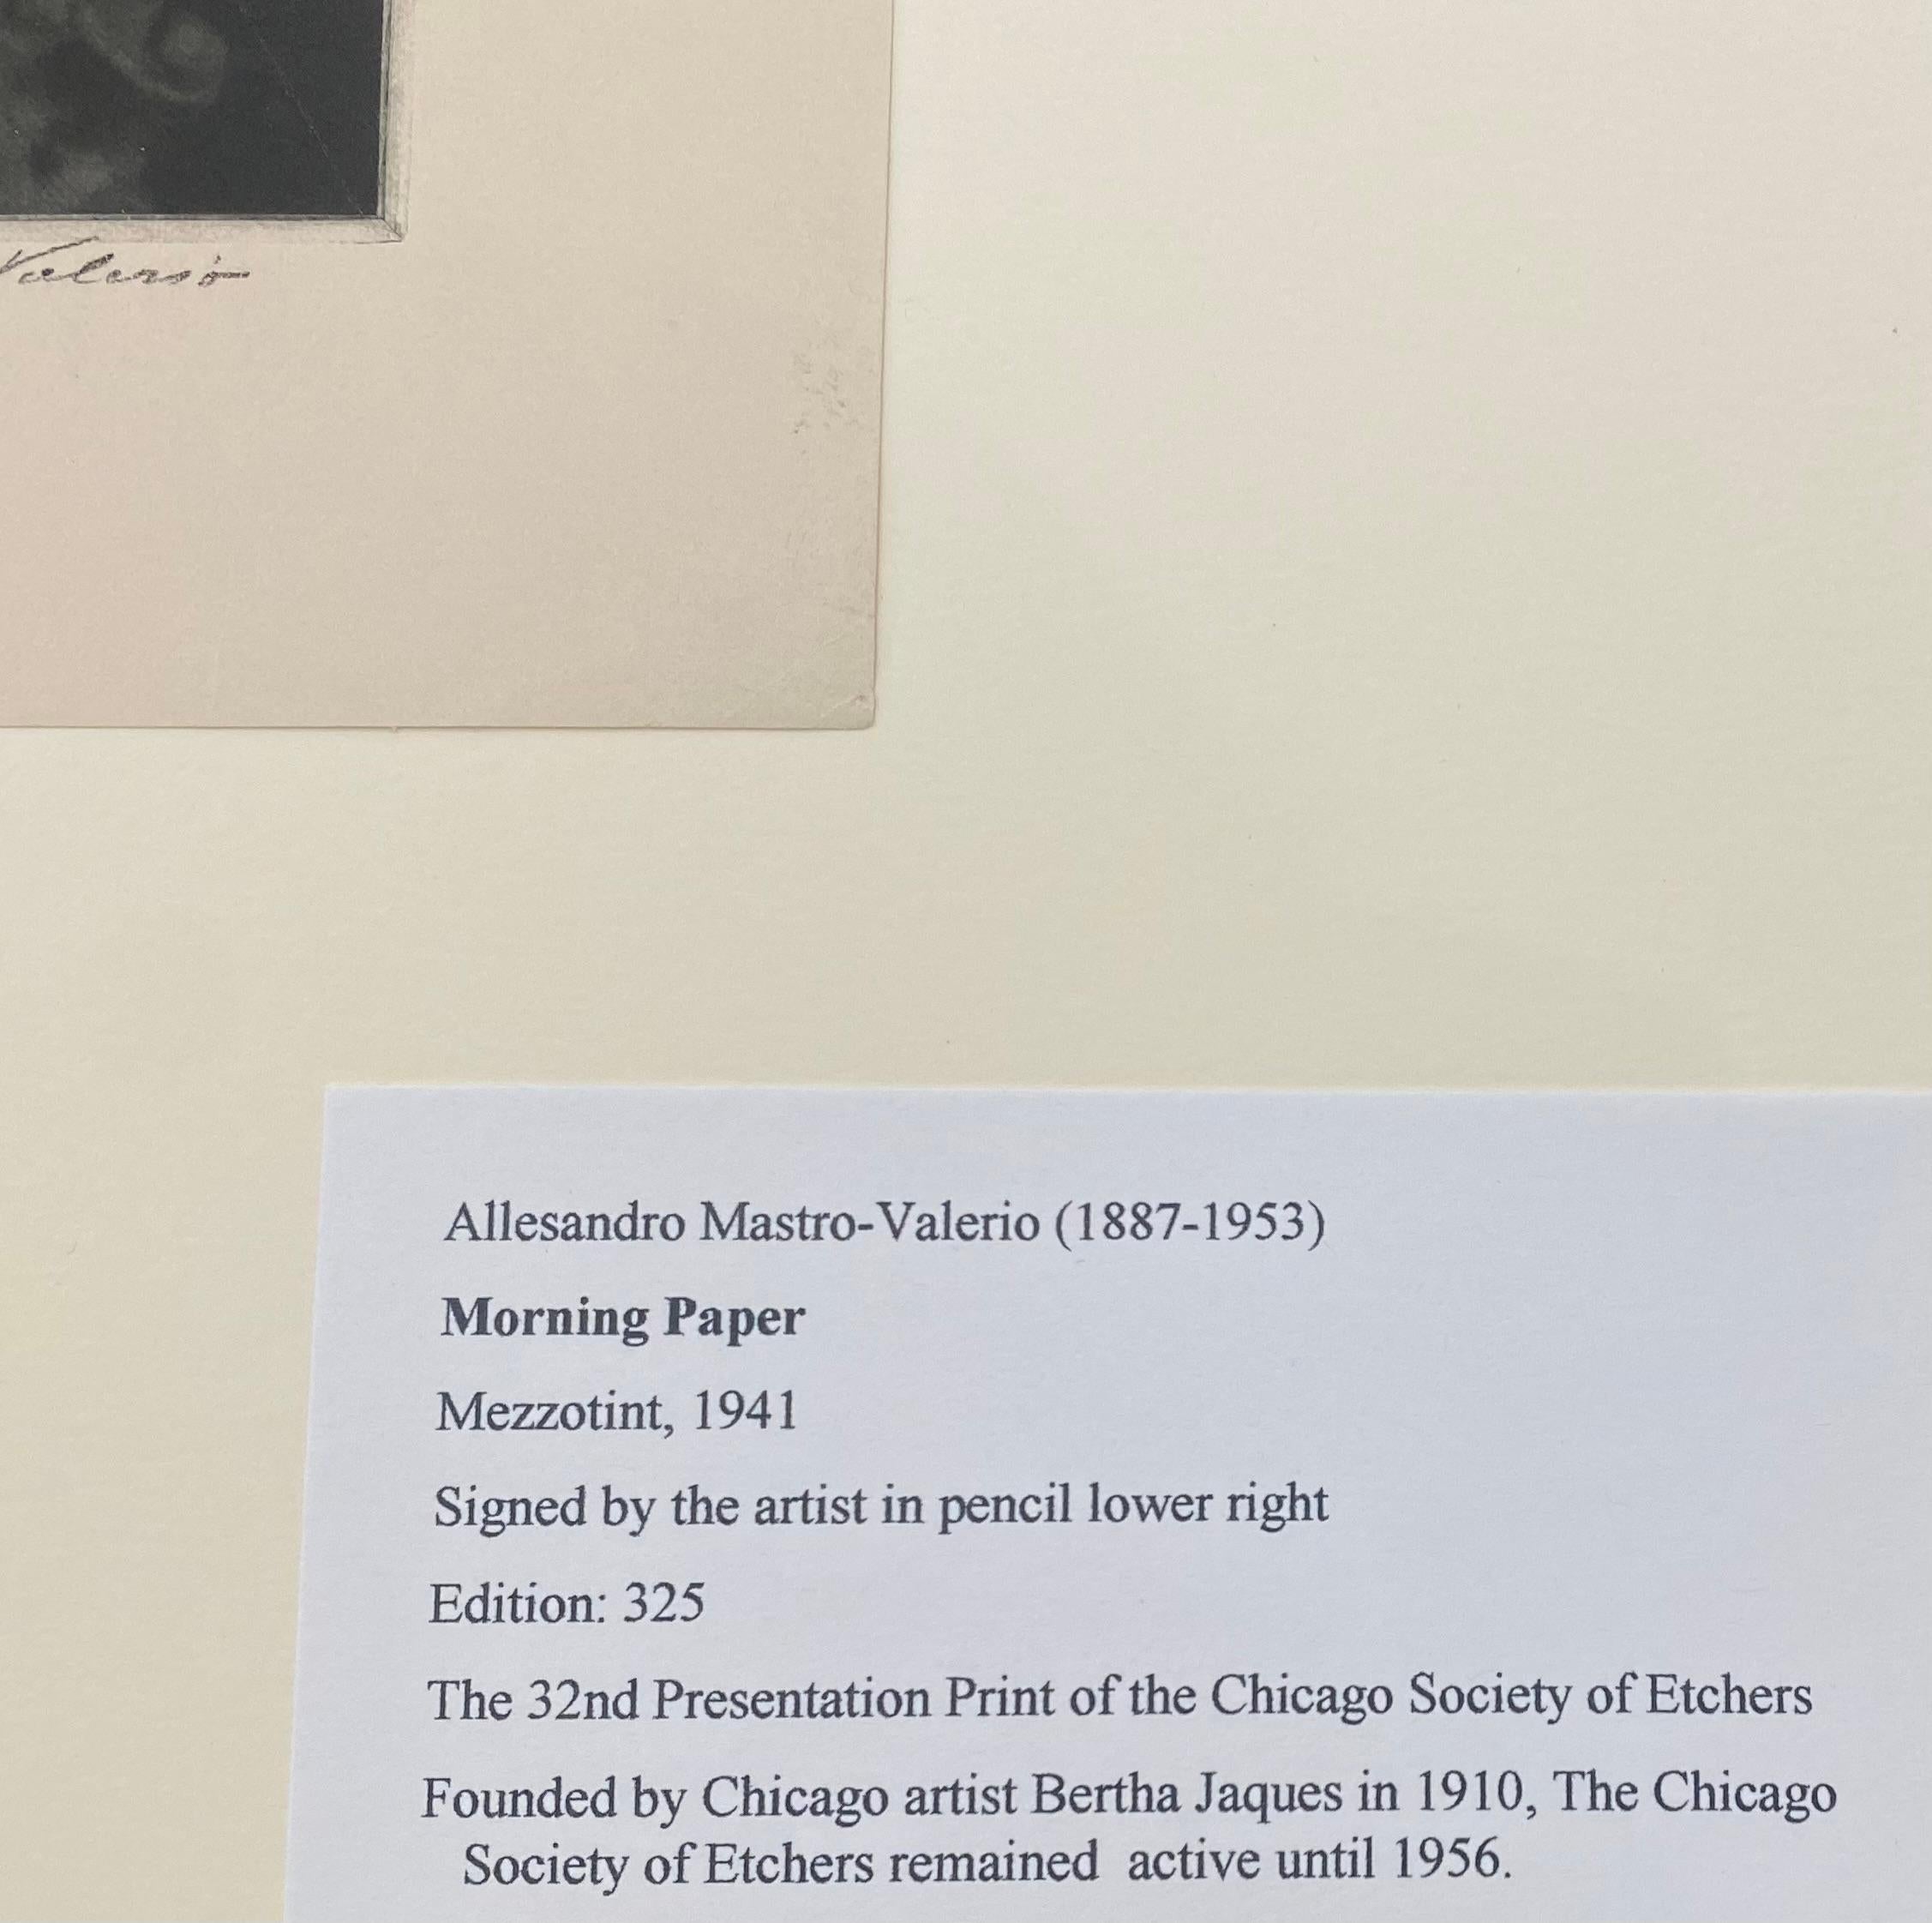 Valerio
Allesandro Mastro-Valerio (1887-1953)
Morning Paper
Mezzotint, 1941
Signed by the artist in pencil lower right
Edition: 325
The 32nd Presentation Print of the Chicago Society of Etchers
Founded by Chicago artist Bertha Jaques in 1910, The Chicago
Society of Etchers remained active until 1956.